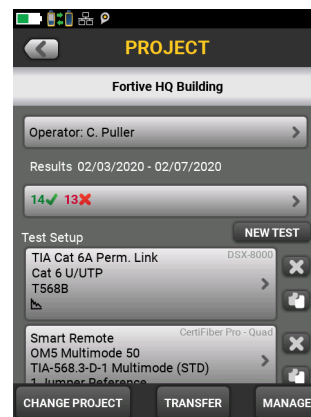 PROJECT
Fortive HQ Building
Operator: C. Puller
Results 02/03/2020 - 02/07/2020
14✓ 13✗
Test Setup
NEW TEST
TIA Cat 6A Perm. Link
DSX-8000
Cat 6 U/UTP
T568B
Smart Remote
CertiFiber Pro - Quad
OM5 Multimode 50
TIA-568.3-D-1 Multimode (STD)
1 Jumper Reference
CHANGE PROJECT
TRANSFER
MANAGE